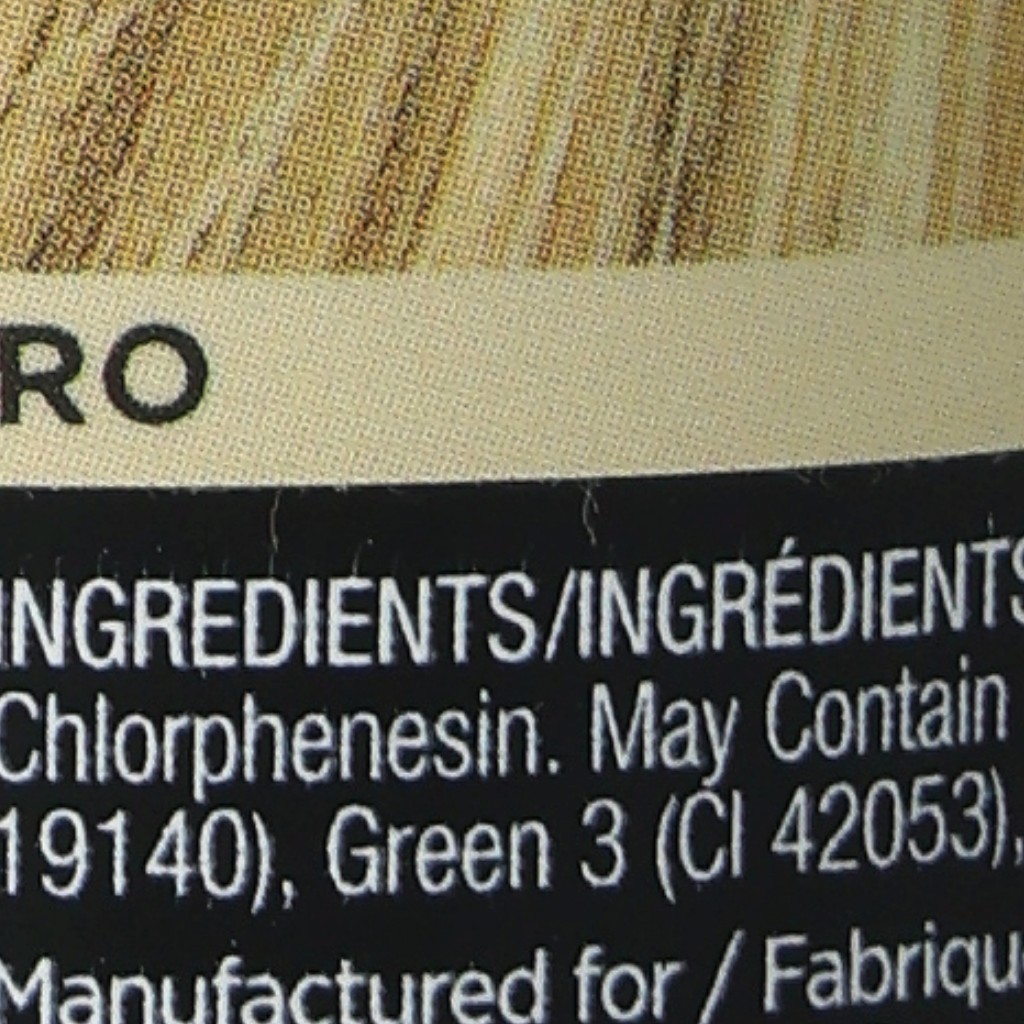 RO
INGREDIENTS/INGRÉDIENTS
Chlorphenesin. May Contain
19140), Green 3 (CI 42053),
Manufactured for / Fabriqu